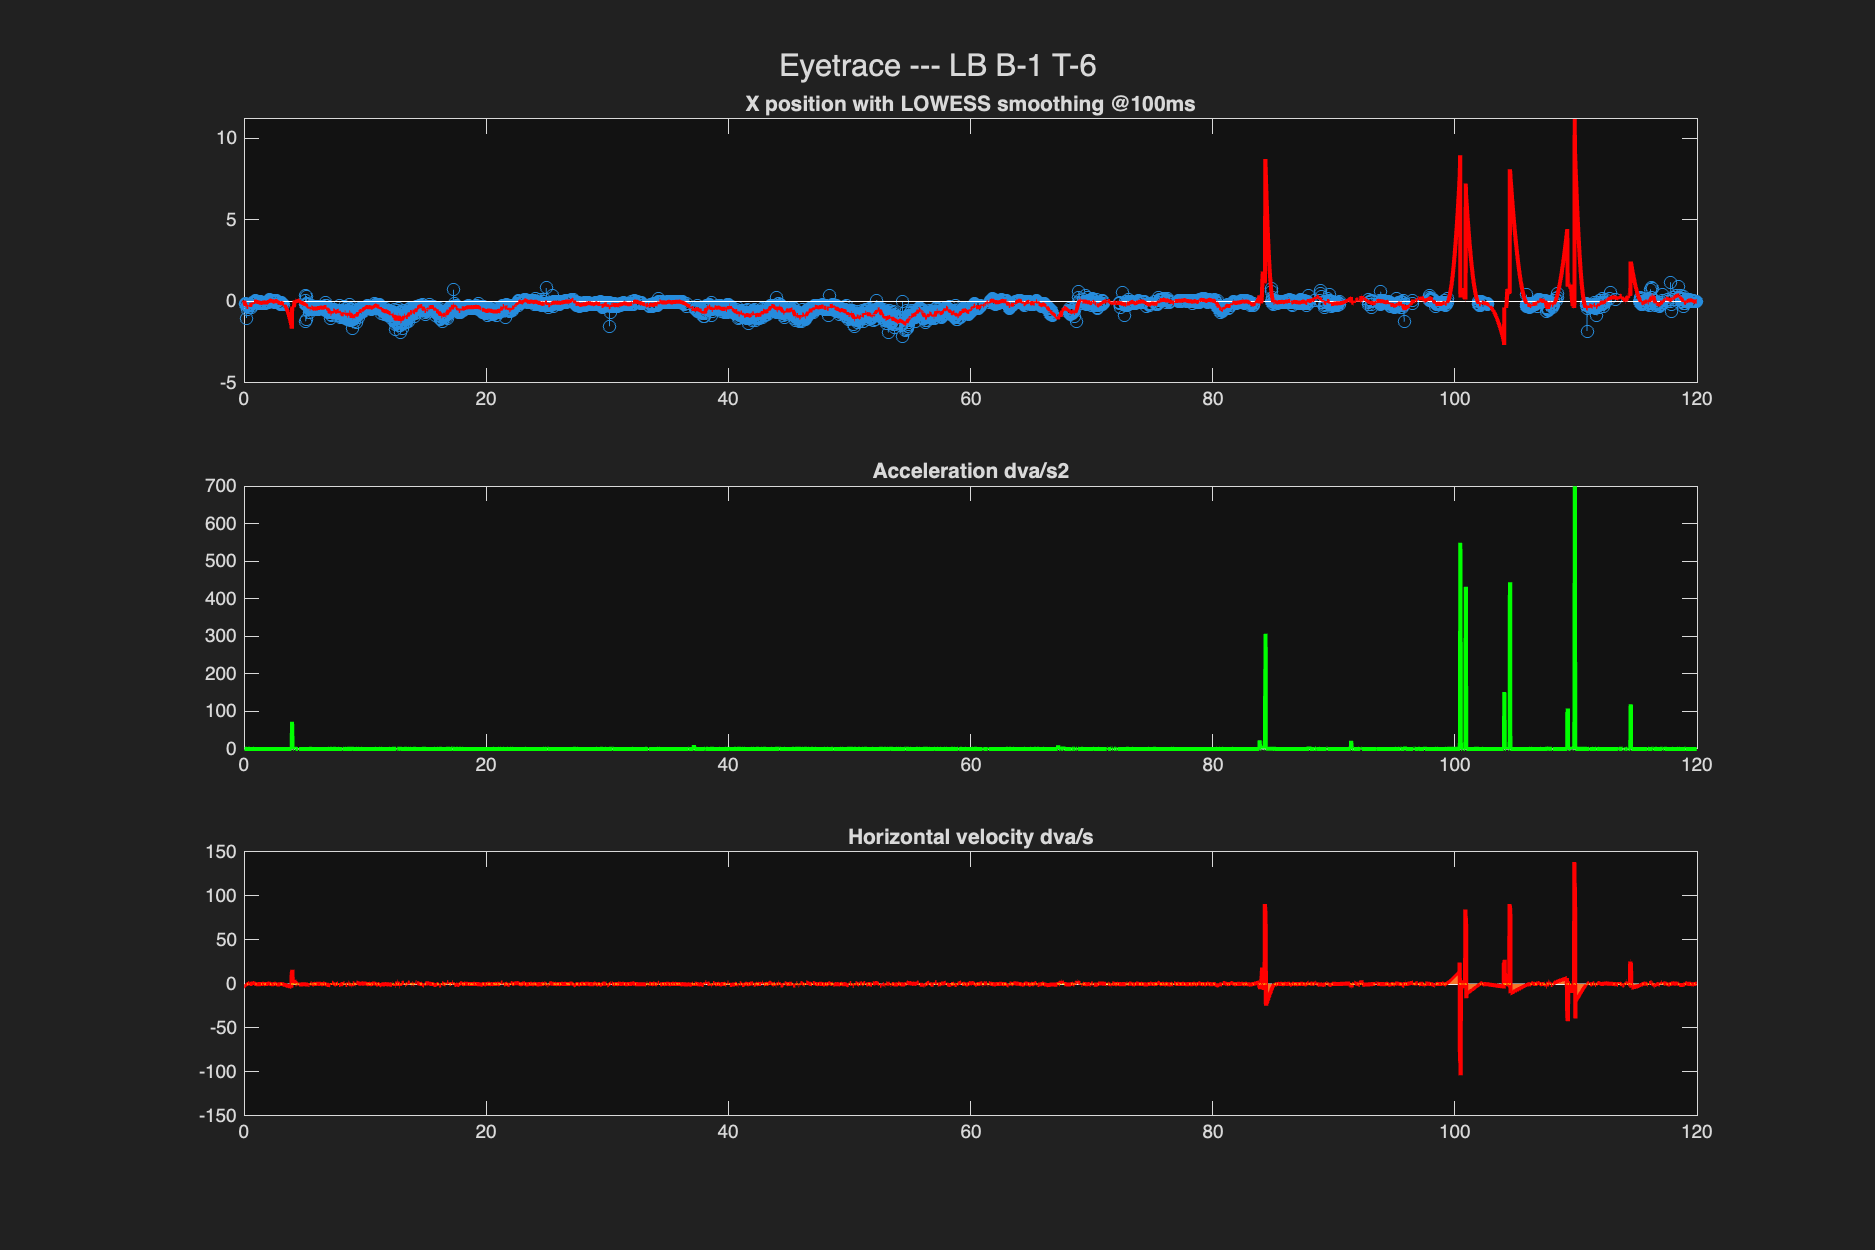 Eyetrace --- LB B-1 T-6
X position with LOWESS smoothing @100ms
10
5
0
-5
0 20 40 60 80 100 120
Acceleration dva/s2
700
600
500
400
300
200
100
0
0 20 40 60 80 100 120
Horizontal velocity dva/s
150
100
50
0
-50
-100
-150
0 20 40 60 80 100 120